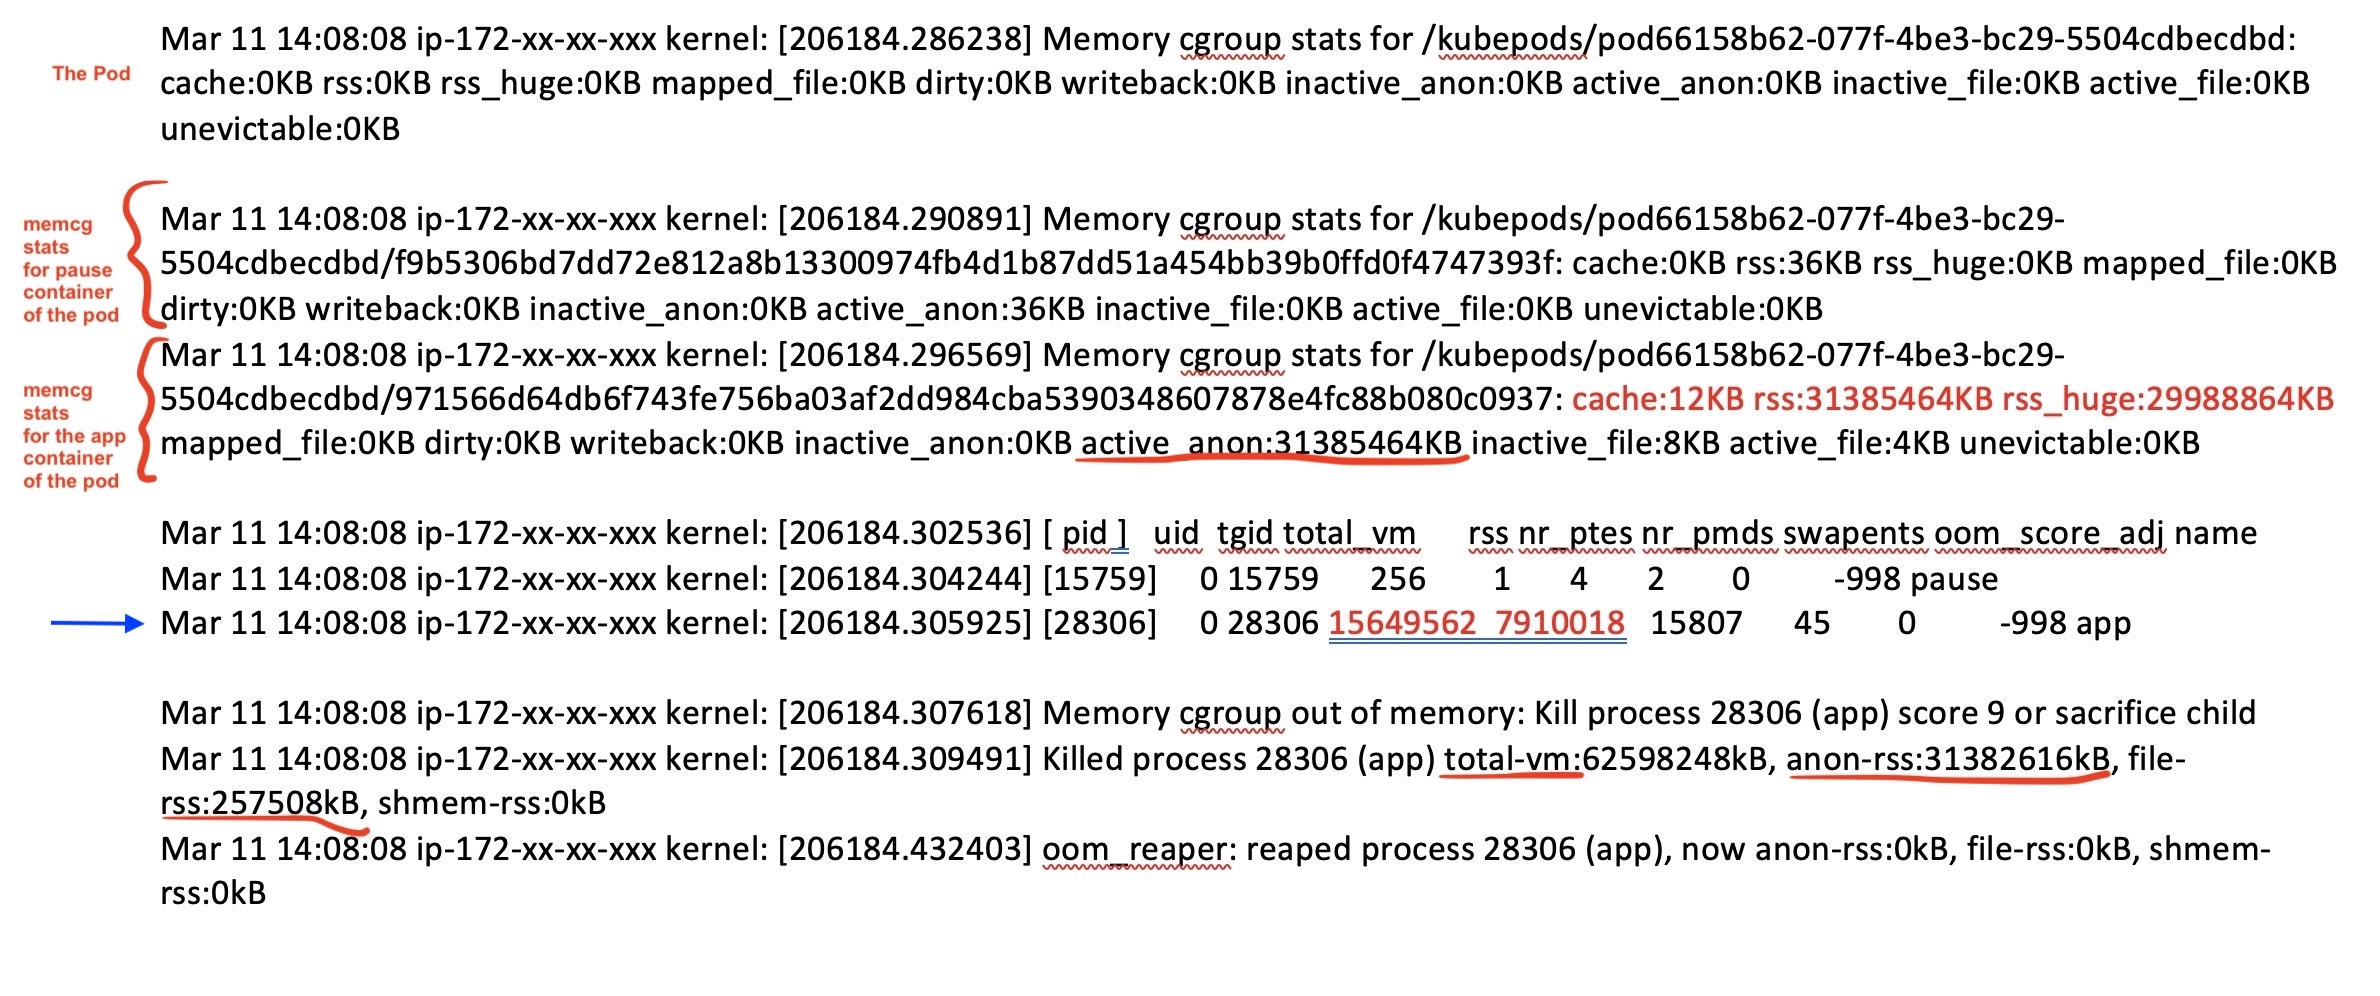 Mar 11 14:08:08 ip-172-xx-xx-xxx kernel: [206184.286238] Memory cgroup stats for /kubepods/pod66158b62-077f-4be3-bc29-5504cdbecdbd:
The Pod
cache:0KB rss:0KB rss_huge:0KB mapped_file:0KB dirty:0KB writeback:0KB inactive_anon:0KB active_anon:0KB inactive_file:0KB active_file:0KB
unevictable:0KB
memcg
stats
for pause
container
of the pod
Mar 11 14:08:08 ip-172-xx-xx-xxx kernel: [206184.290891] Memory cgroup stats for /kubepods/pod66158b62-077f-4be3-bc29-
5504cdbecdbd/f9b5306bd7dd72e812a8b13300974fb4d1b87dd51a454bb39b0ffd0f4747393f: cache:0KB rss:36KB rss_huge:0KB mapped_file:0KB
dirty:0KB writeback:0KB inactive_anon:0KB active_anon:36KB inactive_file:0KB active_file:0KB unevictable:0KB
memcg
stats
for the app
container
of the pod
Mar 11 14:08:08 ip-172-xx-xx-xxx kernel: [206184.296569] Memory cgroup stats for /kubepods/pod66158b62-077f-4be3-bc29-
5504cdbecdbd/971566d64db6f743fe756ba03af2dd984cba5390348607878e4fc88b080c0937: cache:12KB rss:31385464KB rss_huge:29988864KB
mapped_file:0KB dirty:0KB writeback:0KB inactive_anon:0KB active_anon:31385464KB inactive_file:8KB active_file:4KB unevictable:0KB
Mar 11 14:08:08 ip-172-xx-xx-xxx kernel: [206184.302536] [ pid ] uid tgid total_vm rss nr_ptes nr_pmds swapents oom_score_adj name
Mar 11 14:08:08 ip-172-xx-xx-xxx kernel: [206184.304244] [15759] 0 15759 256 1 4 2 0 -998 pause
Mar 11 14:08:08 ip-172-xx-xx-xxx kernel: [206184.305925] [28306] 0 28306 15649562 7910018 15807 45 0 -998 app
Mar 11 14:08:08 ip-172-xx-xx-xxx kernel: [206184.307618] Memory cgroup out of memory: Kill process 28306 (app) score 9 or sacrifice child
Mar 11 14:08:08 ip-172-xx-xx-xxx kernel: [206184.309491] Killed process 28306 (app) total-vm:62598248kB, anon-rss:31382616kB, file-
rss:257508kB, shmem-rss:0kB
Mar 11 14:08:08 ip-172-xx-xx-xxx kernel: [206184.432403] oom_reaper: reaped process 28306 (app), now anon-rss:0kB, file-rss:0kB, shmem-
rss:0kB